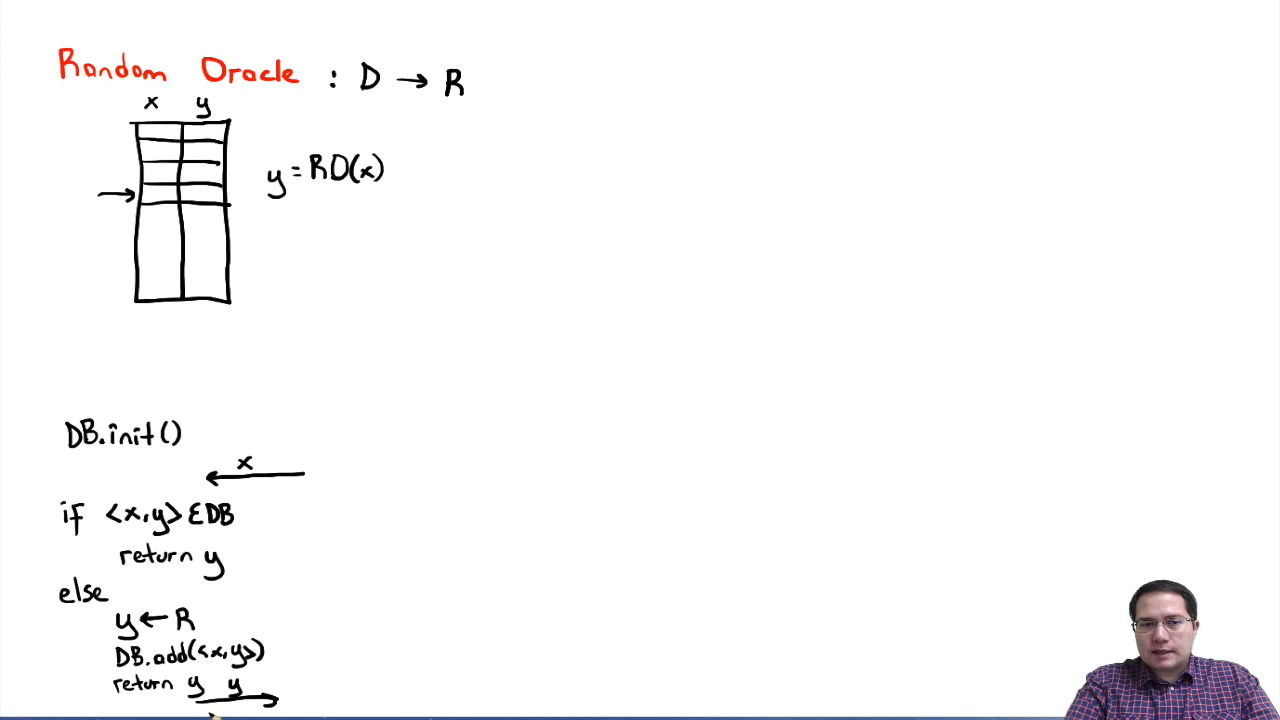 Random Oracle : D → R
x y
y = RO(x)
DB.init()
x
if <x,y> ∈ DB
return y
else
y ← R
DB.add(<x,y>)
return y y